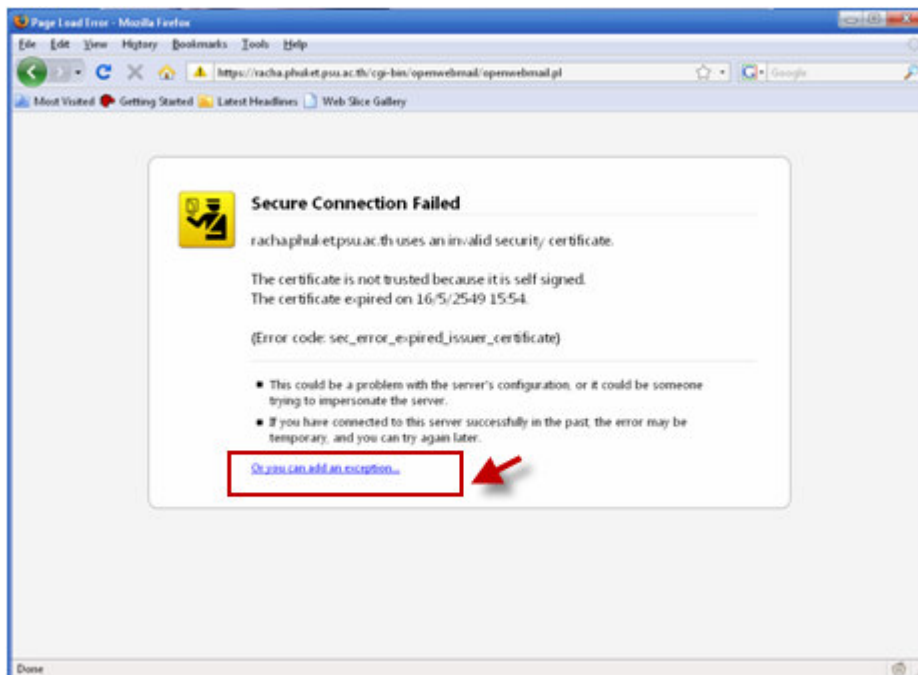 Page Load Error - Mozilla Firefox
File Edit View History Bookmarks Tools Help
https://racha.phuket.psu.ac.th/cgi-bin/openwebmail/openwebmail.pl
Google
Most Visited Getting Started Latest Headlines Web Slice Gallery
Secure Connection Failed
racha.phuket.psu.ac.th uses an invalid security certificate.
The certificate is not trusted because it is self signed.
The certificate expired on 16/5/2549 15:54.
(Error code: sec_error_expired_issuer_certificate)
This could be a problem with the server's configuration, or it could be someone
trying to impersonate the server.
If you have connected to this server successfully in the past, the error may be
temporary, and you can try again later.
Or you can add an exception...
Done